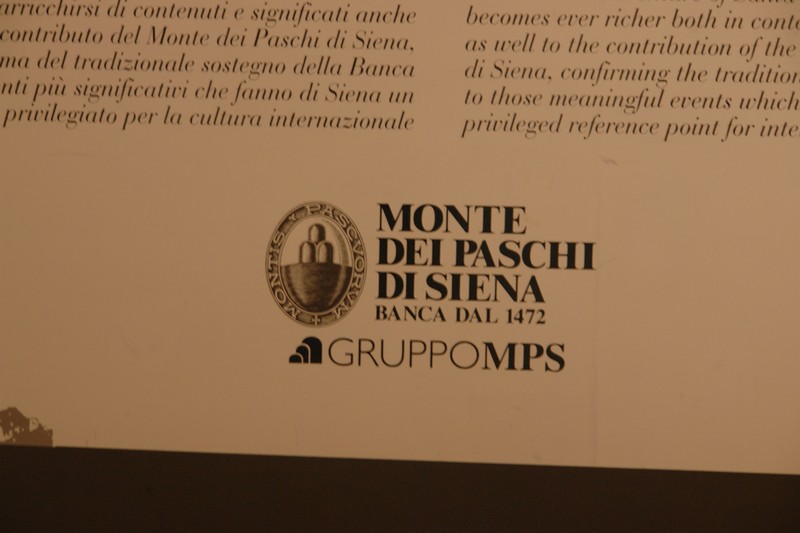 arricchirsi di contenuti e significati anche
contributo del Monte dei Paschi di Siena,
ma del tradizionale sostegno della Banca
nti più significativi che fanno di Siena un
privilegiato per la cultura internazionale
becomes ever richer both in conte
as well to the contribution of the
di Siena, confirming the tradition
to those meaningful events which
privileged reference point for inte
MONTIS PASCVORVM
MONTE
DEI PASCHI
DI SIENA
BANCA DAL 1472
GRUPPOMPS